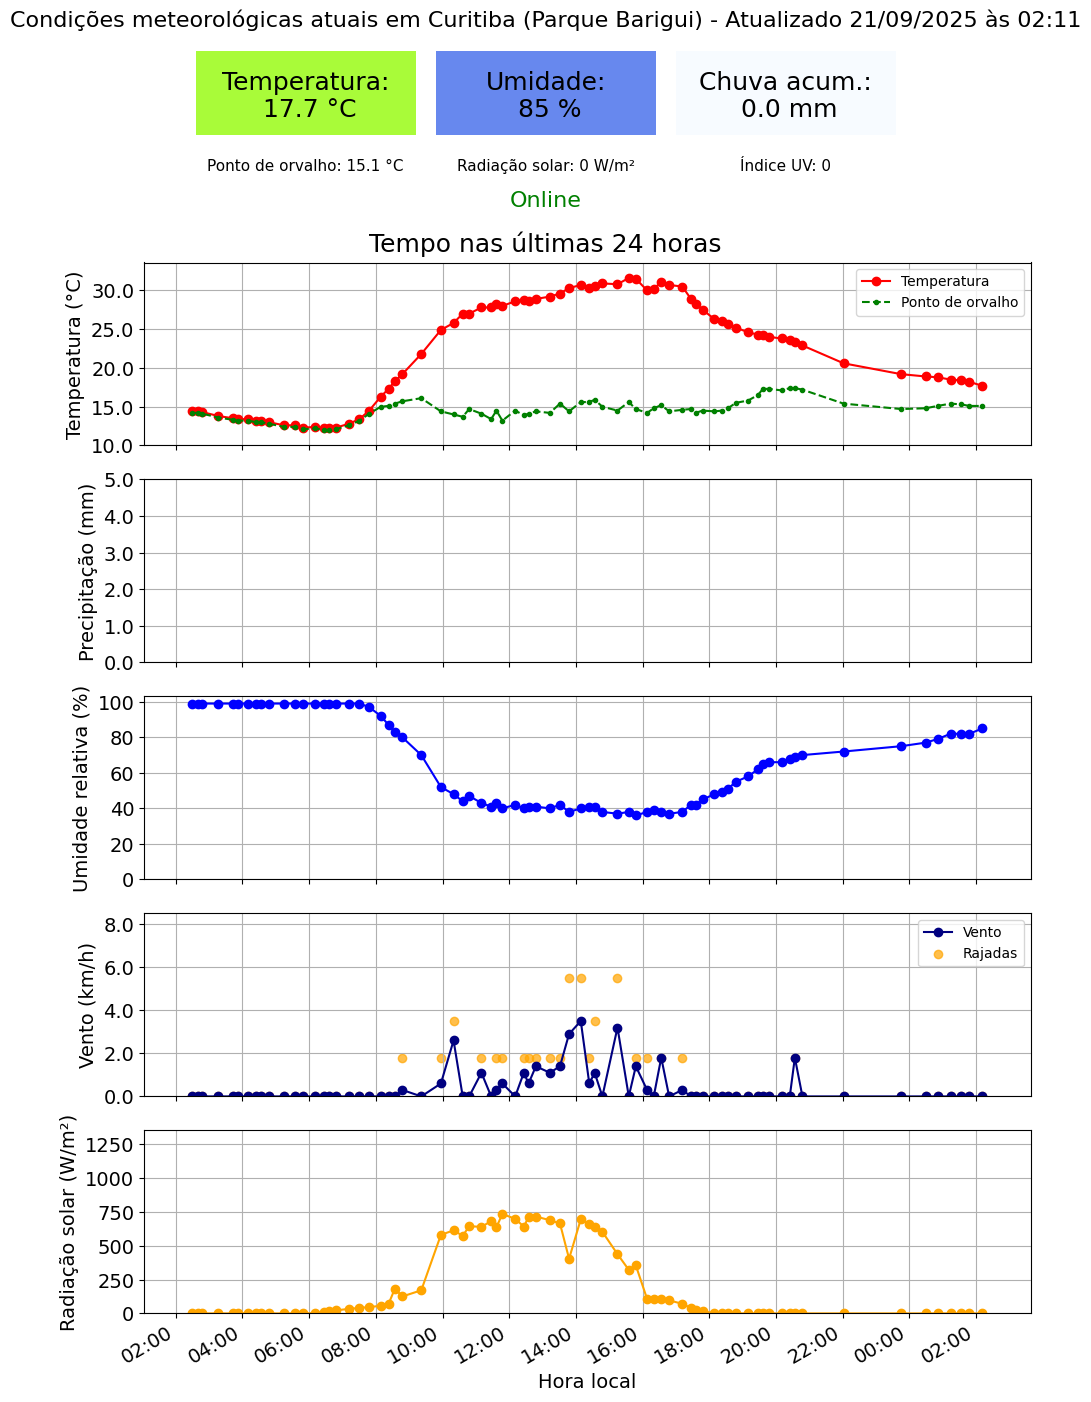 Condições meteorológicas atuais em Curitiba (Parque Barigui) - Atualizado 21/09/2025 às 02:11
Temperatura:
17.7 °C
Umidade:
85 %
Chuva acum.:
0.0 mm
Ponto de orvalho: 15.1 °C
Radiação solar: 0 W/m²
Índice UV: 0
Online
Tempo nas últimas 24 horas
Temperatura (°C)
30.0
25.0
20.0
15.0
10.0
Temperatura
Ponto de orvalho
Precipitação (mm)
5.0
4.0
3.0
2.0
1.0
0.0
Umidade relativa (%)
100
80
60
40
20
0
Vento (km/h)
8.0
6.0
4.0
2.0
0.0
Vento
Rajadas
Radiação solar (W/m²)
1250
1000
750
500
250
0
02:00
04:00
06:00
08:00
10:00
12:00
14:00
16:00
18:00
20:00
22:00
00:00
02:00
Hora local